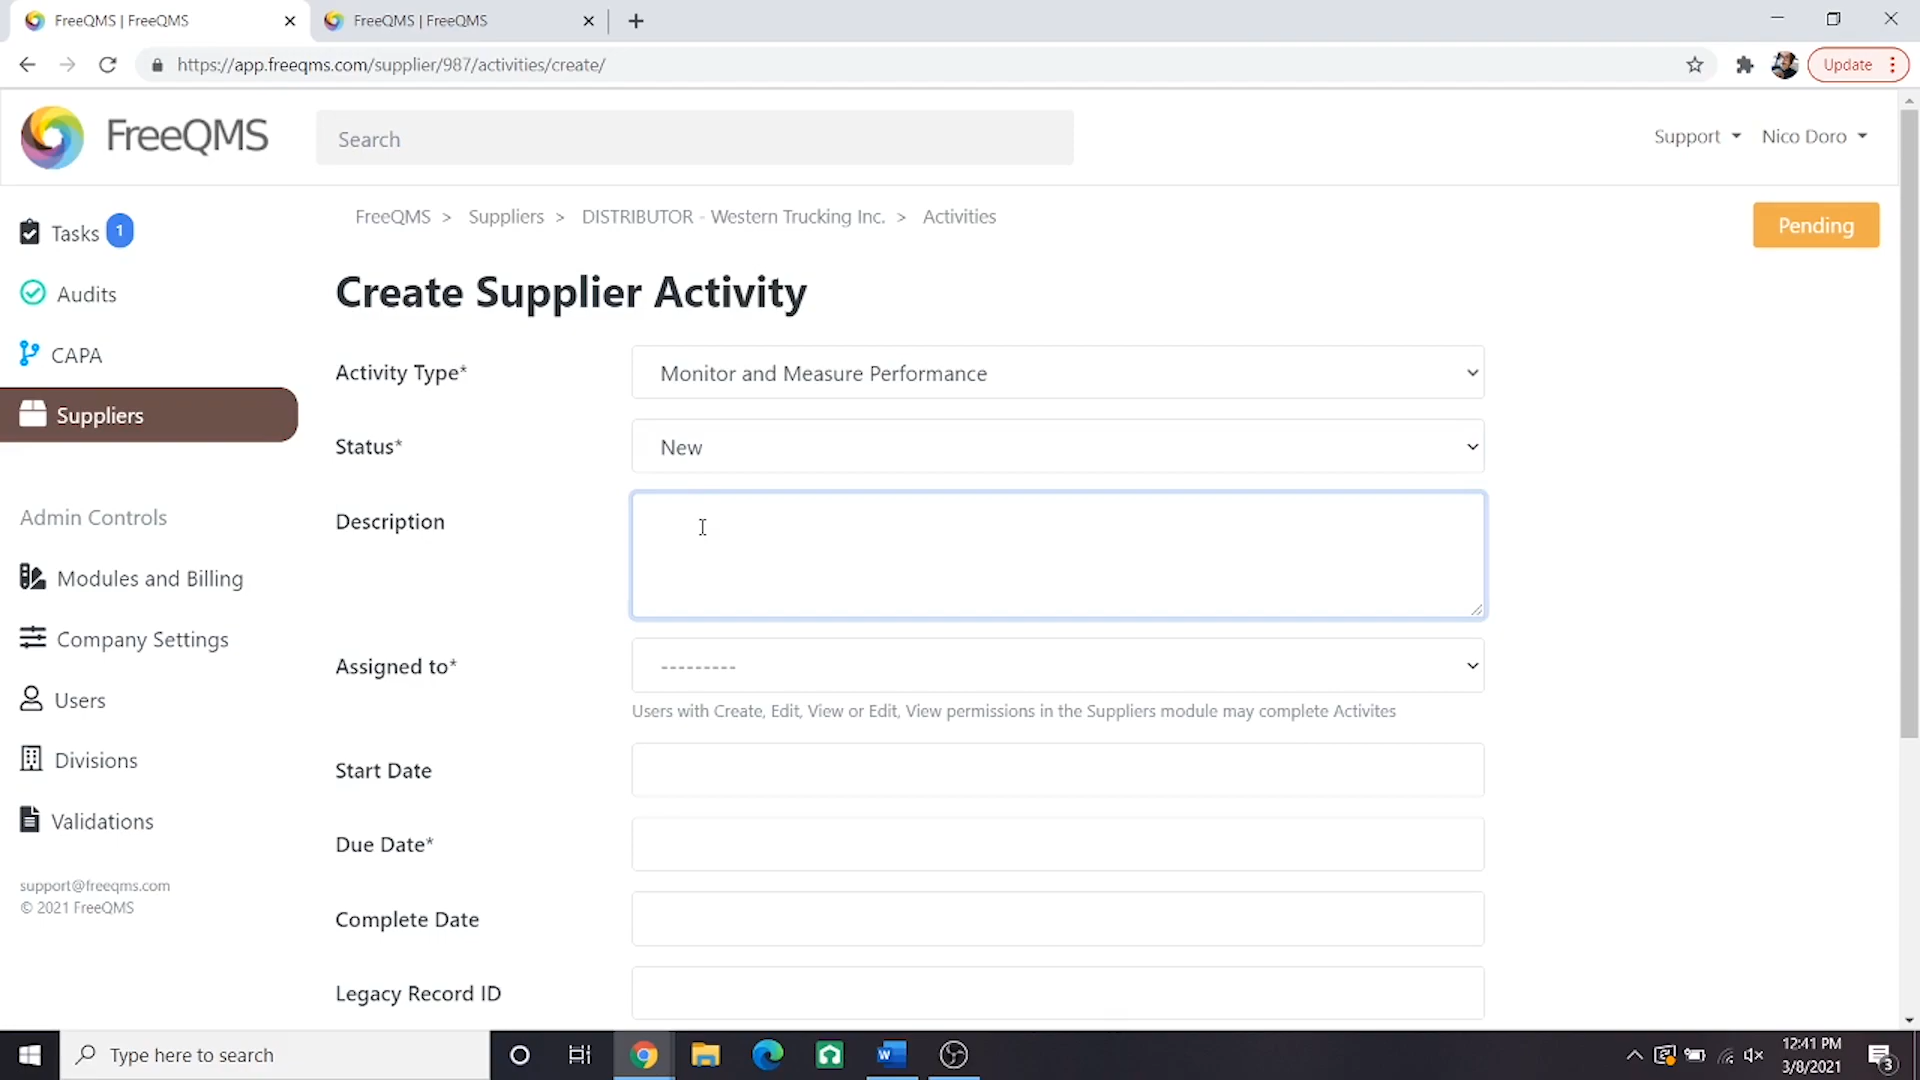 FreeQMS | FreeQMS
FreeQMS | FreeQMS
https://app.freeqms.com/supplier/987/activities/create/
Update
FreeQMS
Search
Support
Nico Doro
Tasks 1
Audits
CAPA
Suppliers
Admin Controls
Modules and Billing
Company Settings
Users
Divisions
Validations
support@freeqms.com
© 2021 FreeQMS
FreeQMS > Suppliers > DISTRIBUTOR - Western Trucking Inc. > Activities
Pending
Create Supplier Activity
Activity Type*
Monitor and Measure Performance
Status*
New
Description
Assigned to*
---------
Users with Create, Edit, View or Edit, View permissions in the Suppliers module may complete Activites
Start Date
Due Date*
Complete Date
Legacy Record ID
Type here to search
12:41 PM
3/8/2021
3